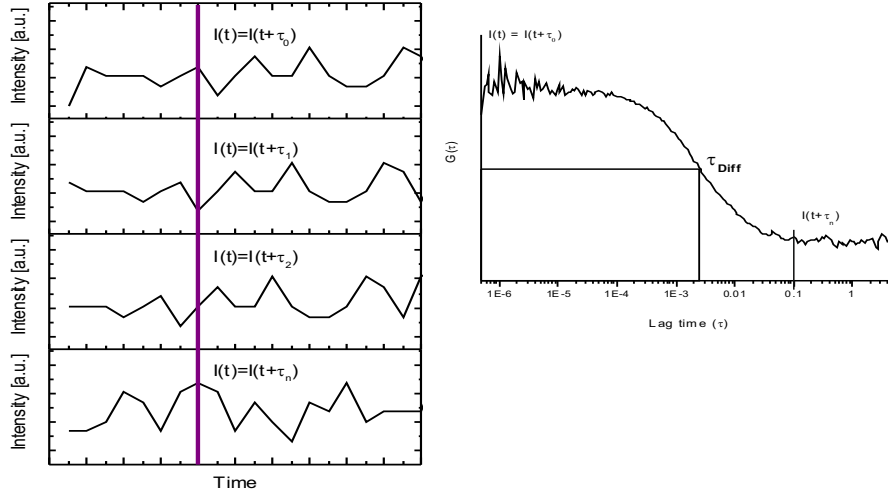 Intensity [a.u.]
I(t)=I(t+τ0)
Intensity [a.u.]
I(t)=I(t+τ1)
Intensity [a.u.]
I(t)=I(t+τ2)
Intensity [a.u.]
I(t)=I(t+τn)
Time
I(t) = I(t+τ0)
G(τ)
τDiff
I(t+τn)
1E-6 1E-5 1E-4 1E-3 0.01 0.1 1
Lag time (τ)